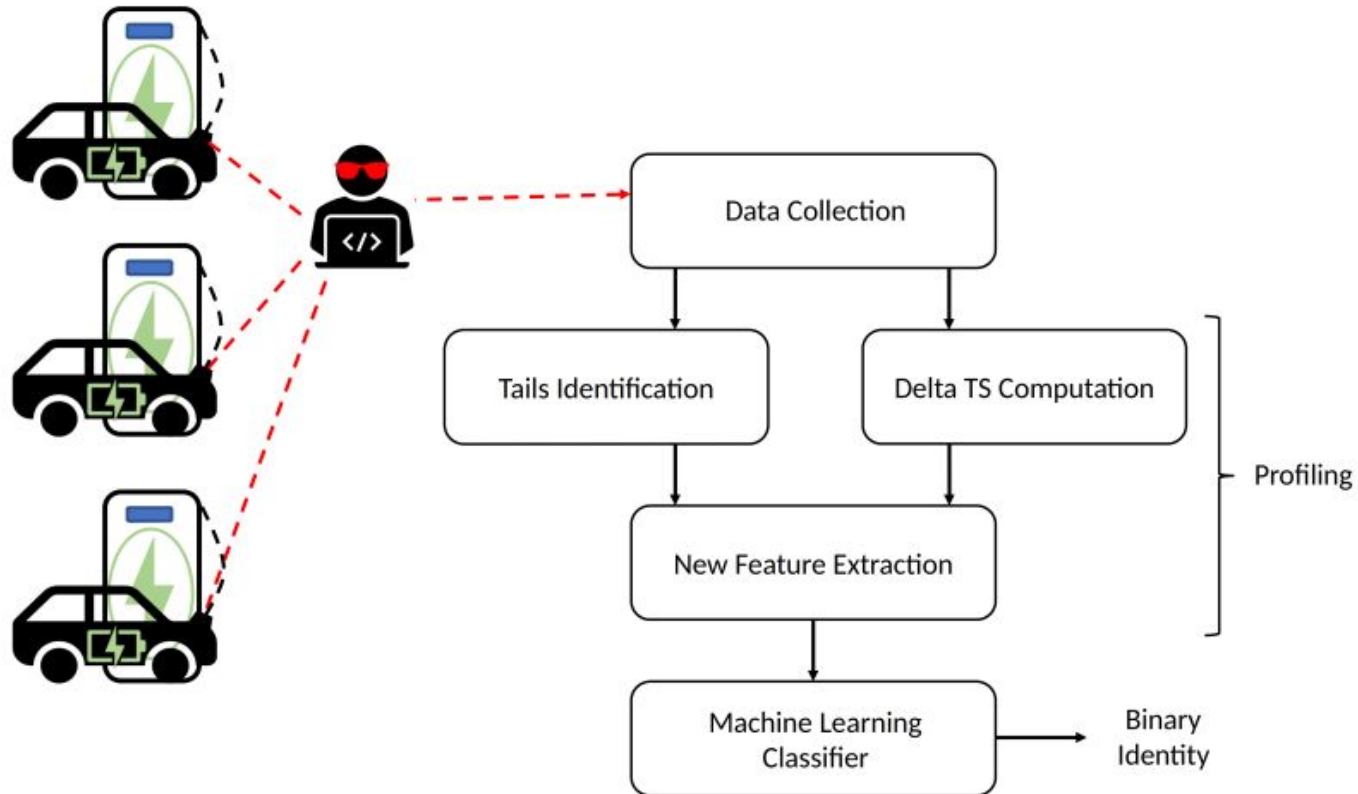 </>
Data Collection
Tails Identification
Delta TS Computation
Profiling
New Feature Extraction
Machine Learning
Classifier
Binary
Identity